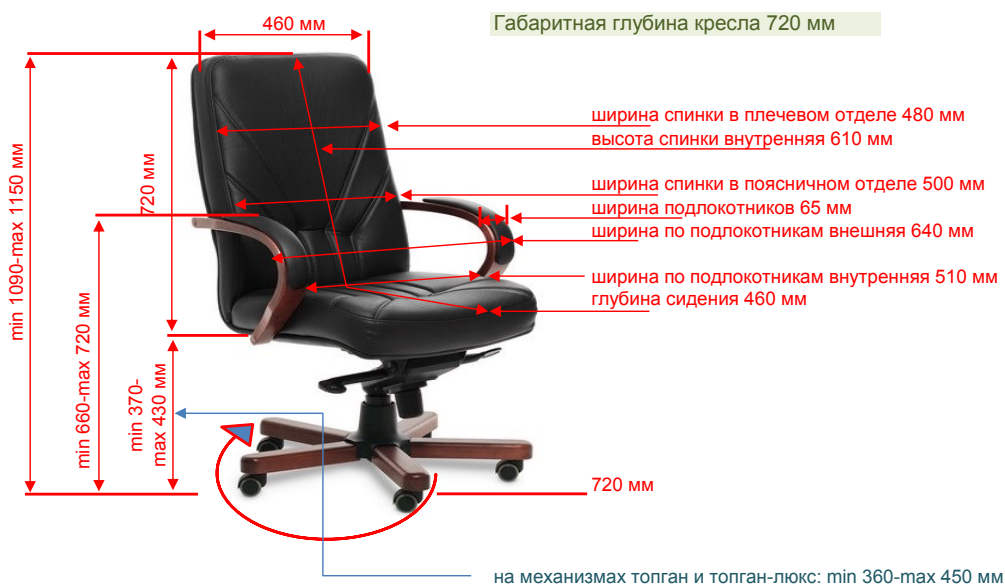 460 мм
Габаритная глубина кресла 720 мм
ширина спинки в плечевом отделе 480 мм
высота спинки внутренняя 610 мм
ширина спинки в поясничном отделе 500 мм
ширина подлокотников 65 мм
ширина по подлокотникам внешняя 640 мм
ширина по подлокотникам внутренняя 510 мм
глубина сидения 460 мм
min 1090-max 1150 мм
720 мм
min 660-max 720 мм
min 370-
max 430 мм
720 мм
на механизмах топган и топган-люкс: min 360-max 450 мм